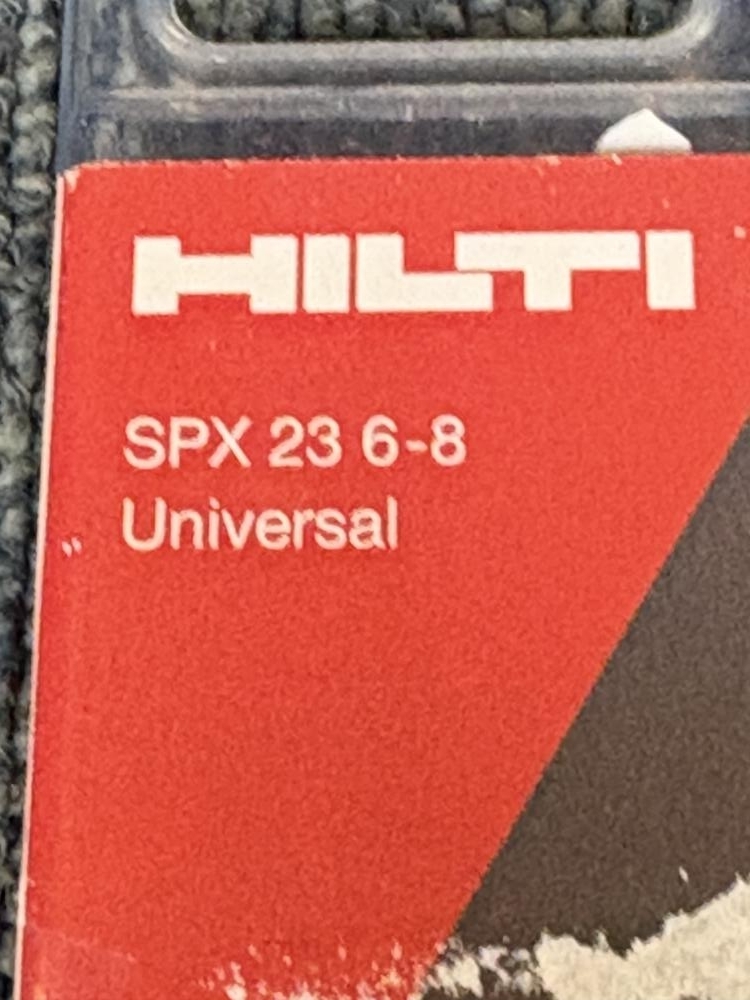 HILTI
SPX 23 6-8
Universal